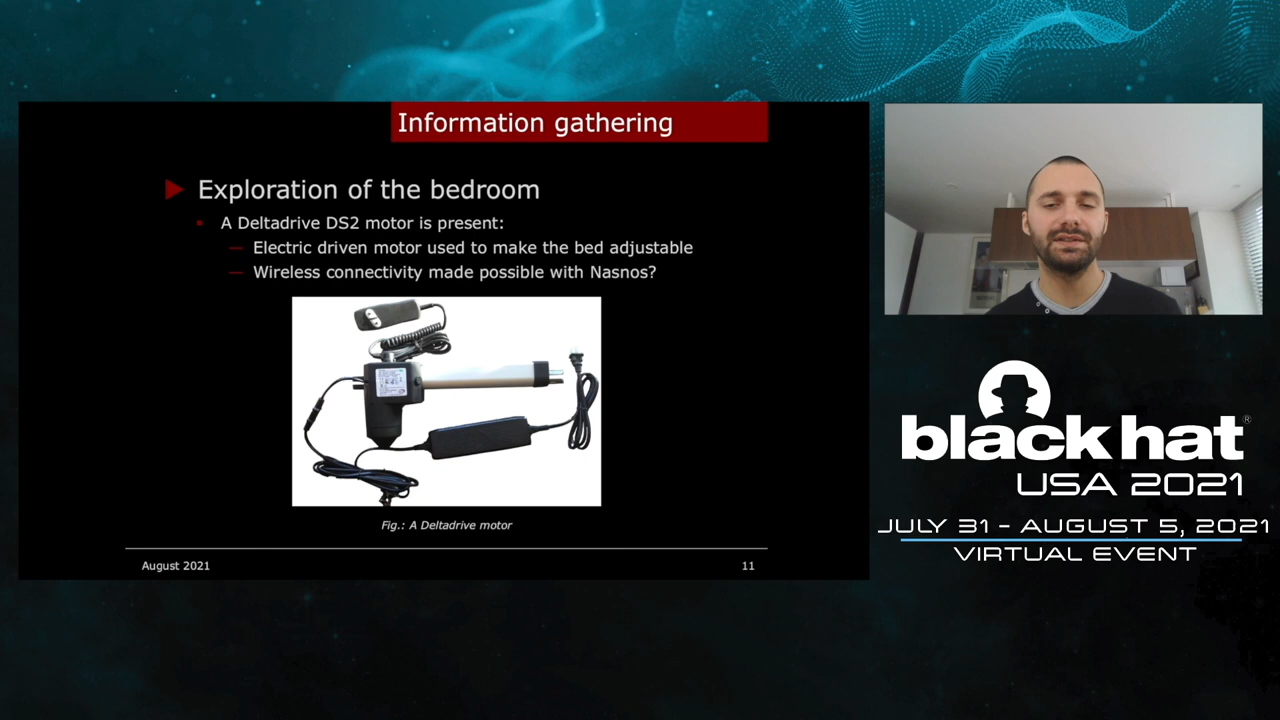 Information gathering
Exploration of the bedroom
A Deltadrive DS2 motor is present:
Electric driven motor used to make the bed adjustable
Wireless connectivity made possible with Nasnos?
Fig.: A Deltadrive motor
August 2021
11
black hat®
USA 2021
JULY 31 - AUGUST 5, 2021
VIRTUAL EVENT